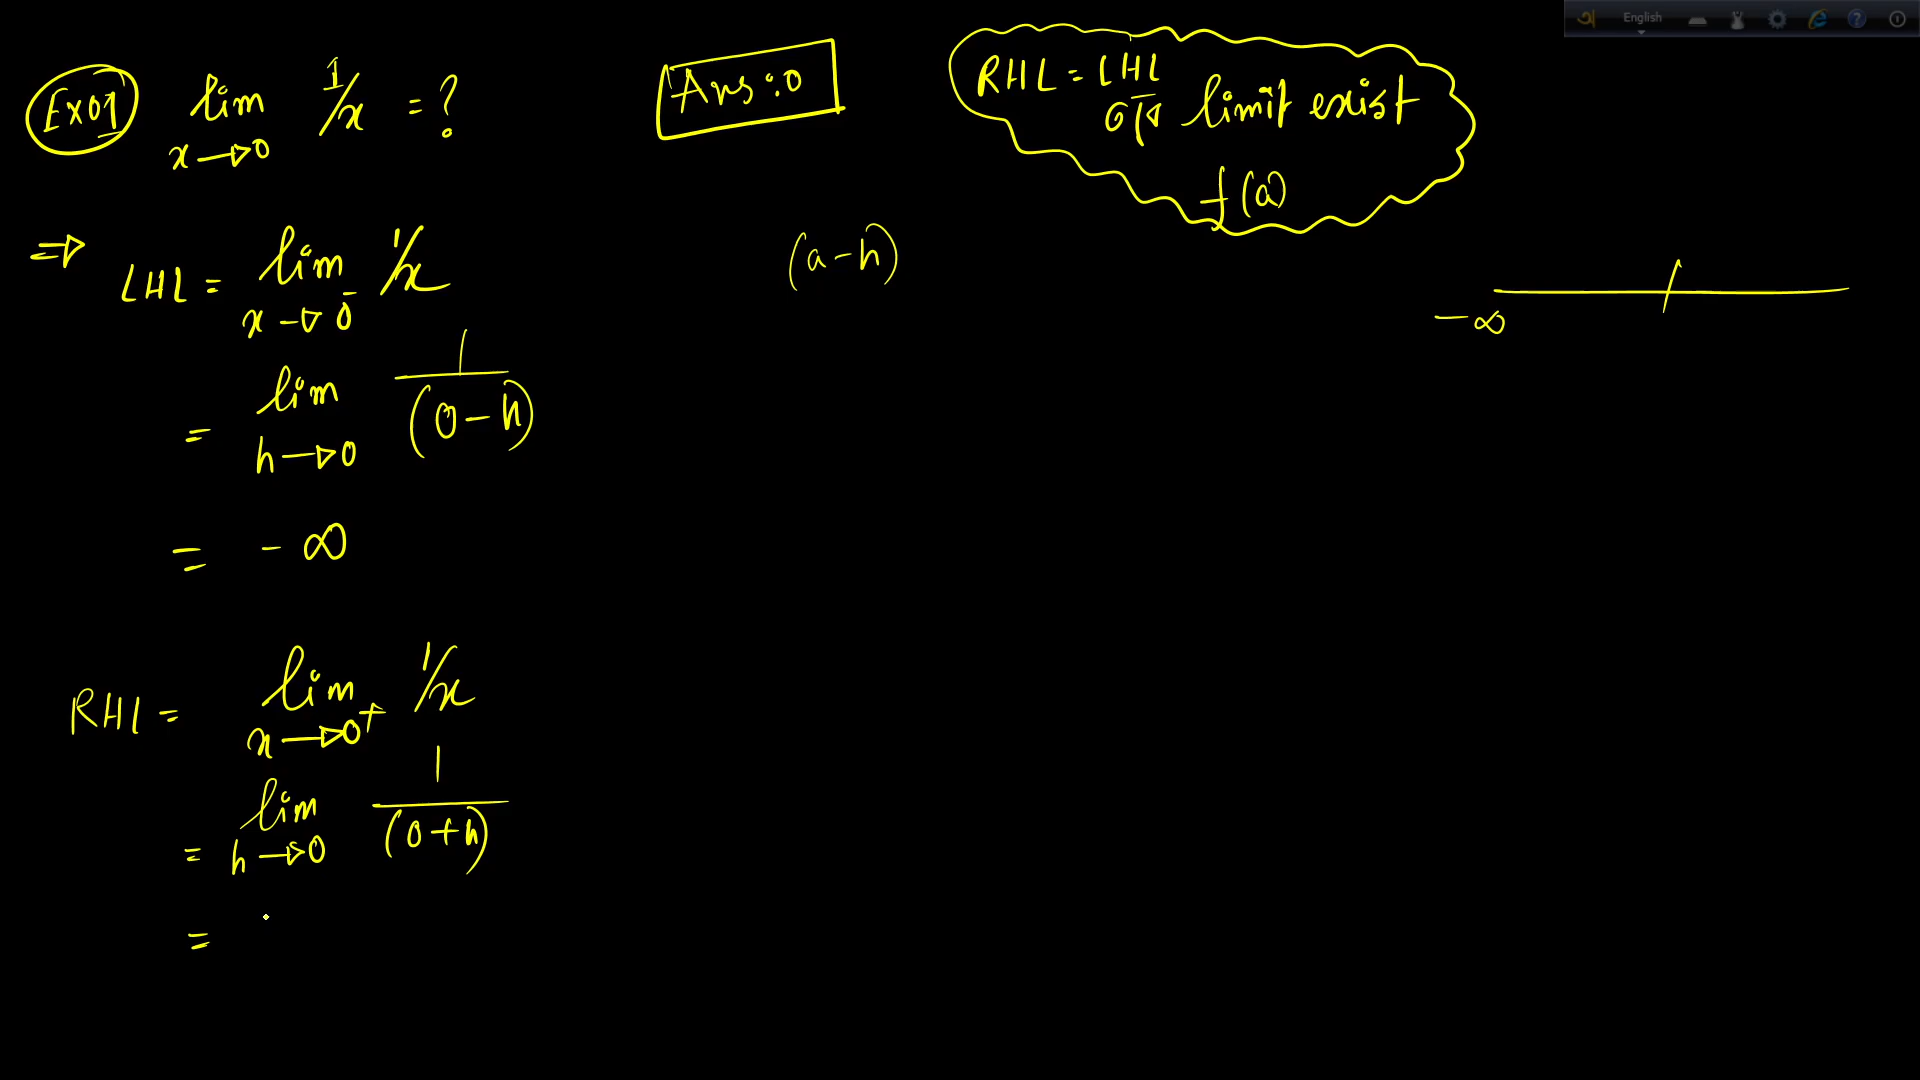 English
Ex01 lim 1/x = ?
x→0
Ans: 0
RHL = LHL
limit exist
f(a)
⇒ LHL = lim 1/x
x→0⁻
(a-h)
-∞
= lim 1/(0-h)
h→0
= -∞
RHL = lim 1/x
x→0⁺
= lim 1/(0+h)
h→0
=